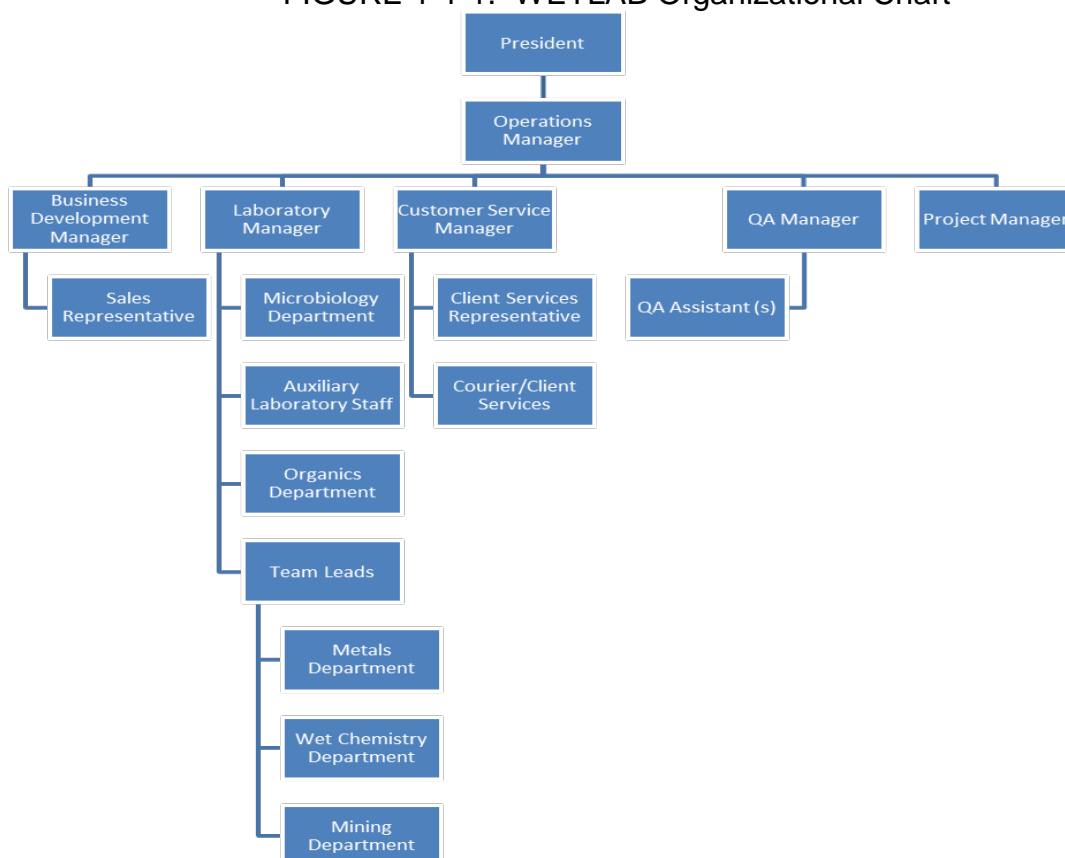 WETLAB Organizational Chart
President
Operations
Manager
Business
Development
Manager
Laboratory
Manager
Customer Service
Manager
QA Manager
Project Manager
Sales
Representative
Microbiology
Department
Client Services
Representative
QA Assistant (s)
Auxiliary
Laboratory Staff
Courier/Client
Services
Organics
Department
Team Leads
Metals
Department
Wet Chemistry
Department
Mining
Department